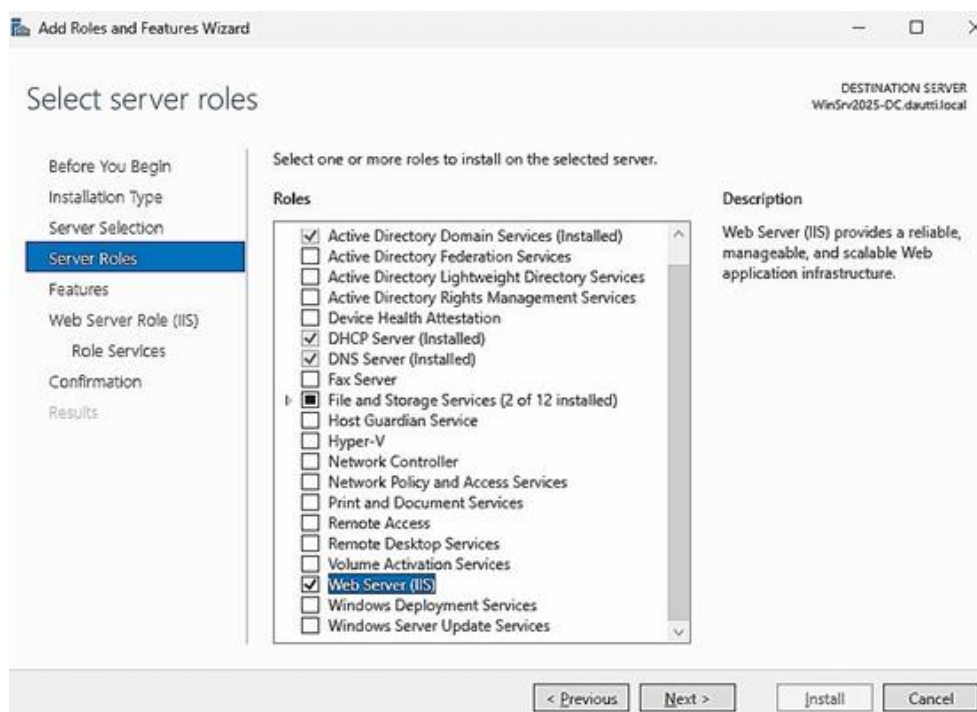 Add Roles and Features Wizard
Select server roles
DESTINATION SERVER
WinSrv2025-DC.dautti.local
Before You Begin
Installation Type
Server Selection
Server Roles
Features
Web Server Role (IIS)
Role Services
Confirmation
Results
Select one or more roles to install on the selected server.
Roles
Active Directory Domain Services (Installed)
Active Directory Federation Services
Active Directory Lightweight Directory Services
Active Directory Rights Management Services
Device Health Attestation
DHCP Server (Installed)
DNS Server (Installed)
Fax Server
File and Storage Services (2 of 12 installed)
Host Guardian Service
Hyper-V
Network Controller
Network Policy and Access Services
Print and Document Services
Remote Access
Remote Desktop Services
Volume Activation Services
Web Server (IIS)
Windows Deployment Services
Windows Server Update Services
Description
Web Server (IIS) provides a reliable,
manageable, and scalable Web
application infrastructure.
< Previous
Next >
Install
Cancel